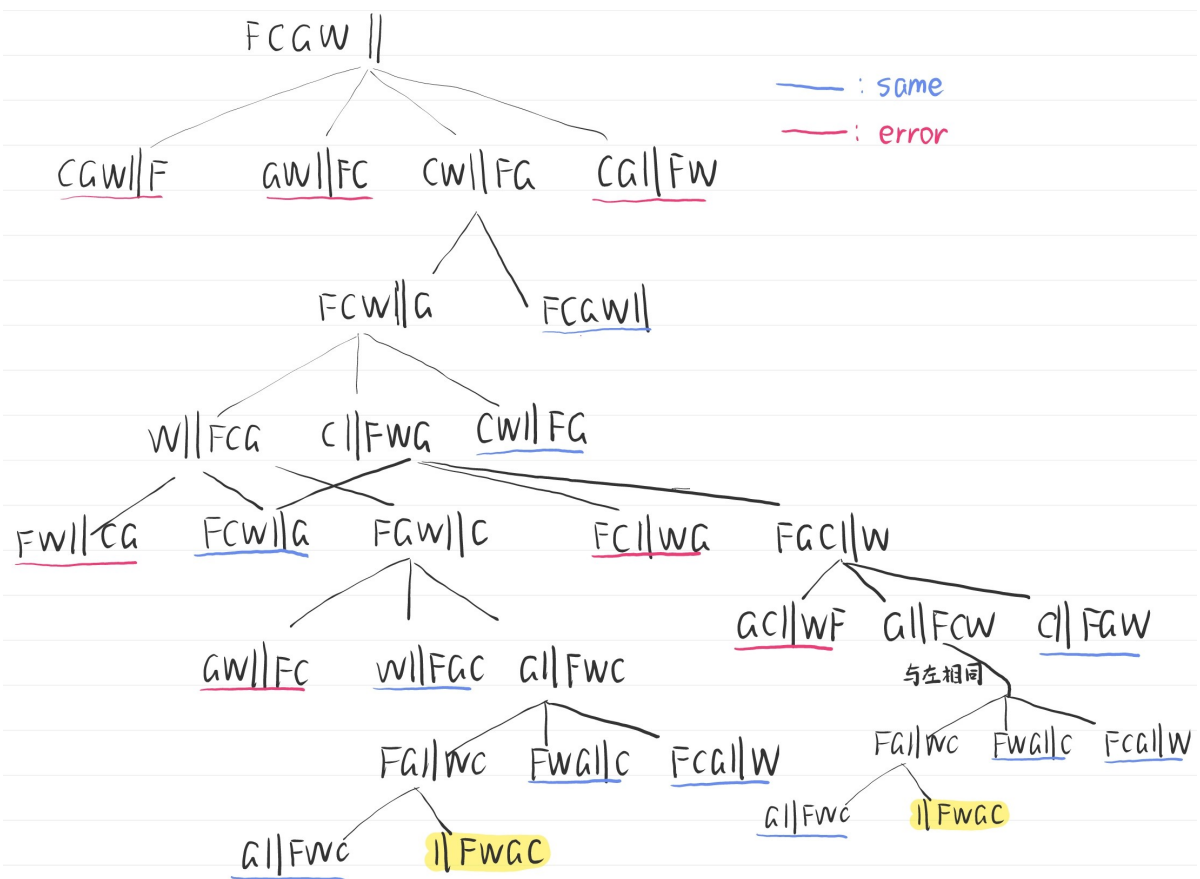 FCGW ||
— : same
— : error
CGW||F GW||FC CW||FG CG||FW
FCW||G FCGW||
W||FCG C||FWG CW||FG
FW||CG FCW||G FGW||C FC||WG FGC||W
GC||WF G||FCW C||FGW
GW||FC W||FGC G||FWC
与左相同
FG||WC FWG||C FCG||W
FG||WC FWG||C FCG||W
G||FWC ||FWGC
G||FWC ||FWGC